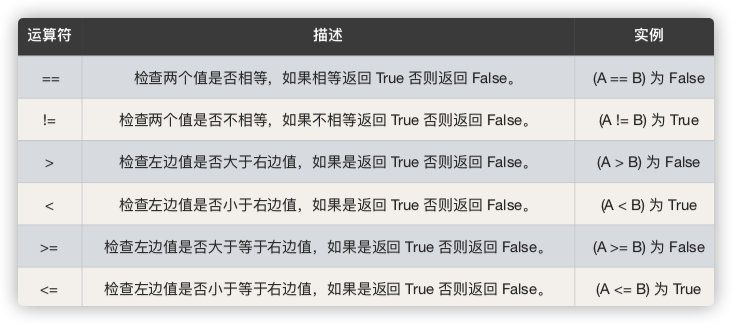 运算符 描述 实例
== 检查两个值是否相等，如果相等返回 True 否则返回 False。 (A == B) 为 False
!= 检查两个值是否不相等，如果不相等返回 True 否则返回 False。 (A != B) 为 True
> 检查左边值是否大于右边值，如果是返回 True 否则返回 False。 (A > B) 为 False
< 检查左边值是否小于右边值，如果是返回 True 否则返回 False。 (A < B) 为 True
>= 检查左边值是否大于等于右边值，如果是返回 True 否则返回 False。 (A >= B) 为 False
<= 检查左边值是否小于等于右边值，如果是返回 True 否则返回 False。 (A <= B) 为 True